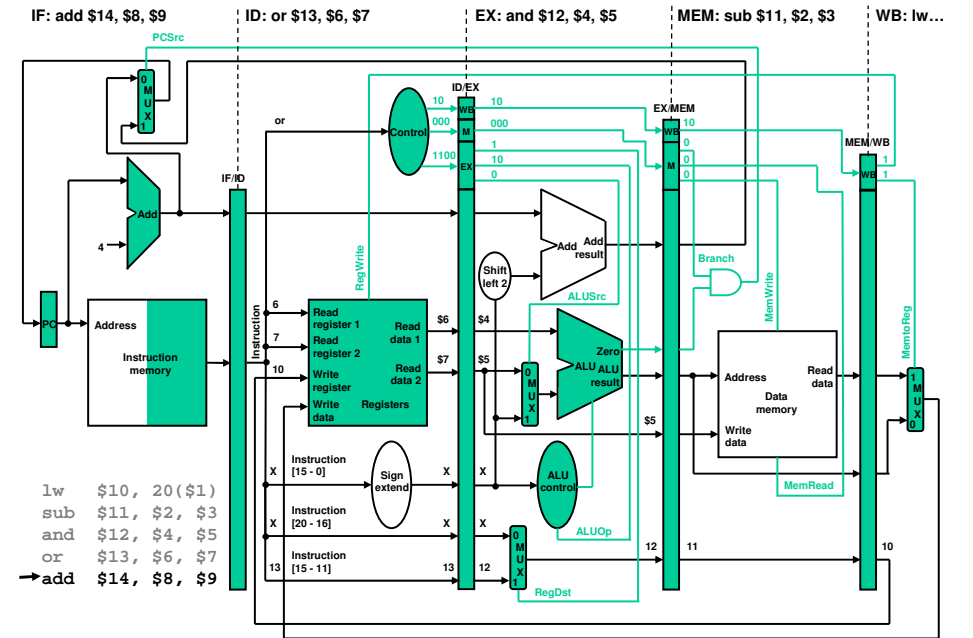 IF: add $14, $8, $9
ID: or $13, $6, $7
EX: and $12, $4, $5
MEM: sub $11, $2, $3
WB: lw…
PCSrc
0
M
U
X
1
IF/ID
ID/EX
EX/MEM
MEM/WB
or
Control
10
000
1100
WB
M
EX
10
000
1
10
0
WB
M
10
0
0
0
WB
1
1
Add
4
PC
Address
Instruction
memory
Instruction
RegWrite
6
7
10
Read
register 1
Read
register 2
Write
register
Write
data
Read
data 1
Read
data 2
Registers
$6
$7
$4
$5
Shift
left 2
Add
Add
result
ALUSrc
0
M
U
X
1
Zero
ALU
ALU
result
Branch
MemWrite
MemtoReg
Address
Read
data
Data
memory
Write
data
MemRead
1
M
U
X
0
$5
X
Instruction
[15 - 0]
Sign
extend
X
X
ALU
control
ALUOp
X
Instruction
[20 - 16]
X
X
13
Instruction
[15 - 11]
13
12
0
M
U
X
1
RegDst
12
11
10
lw $10, 20($1)
sub $11, $2, $3
and $12, $4, $5
or $13, $6, $7
add $14, $8, $9